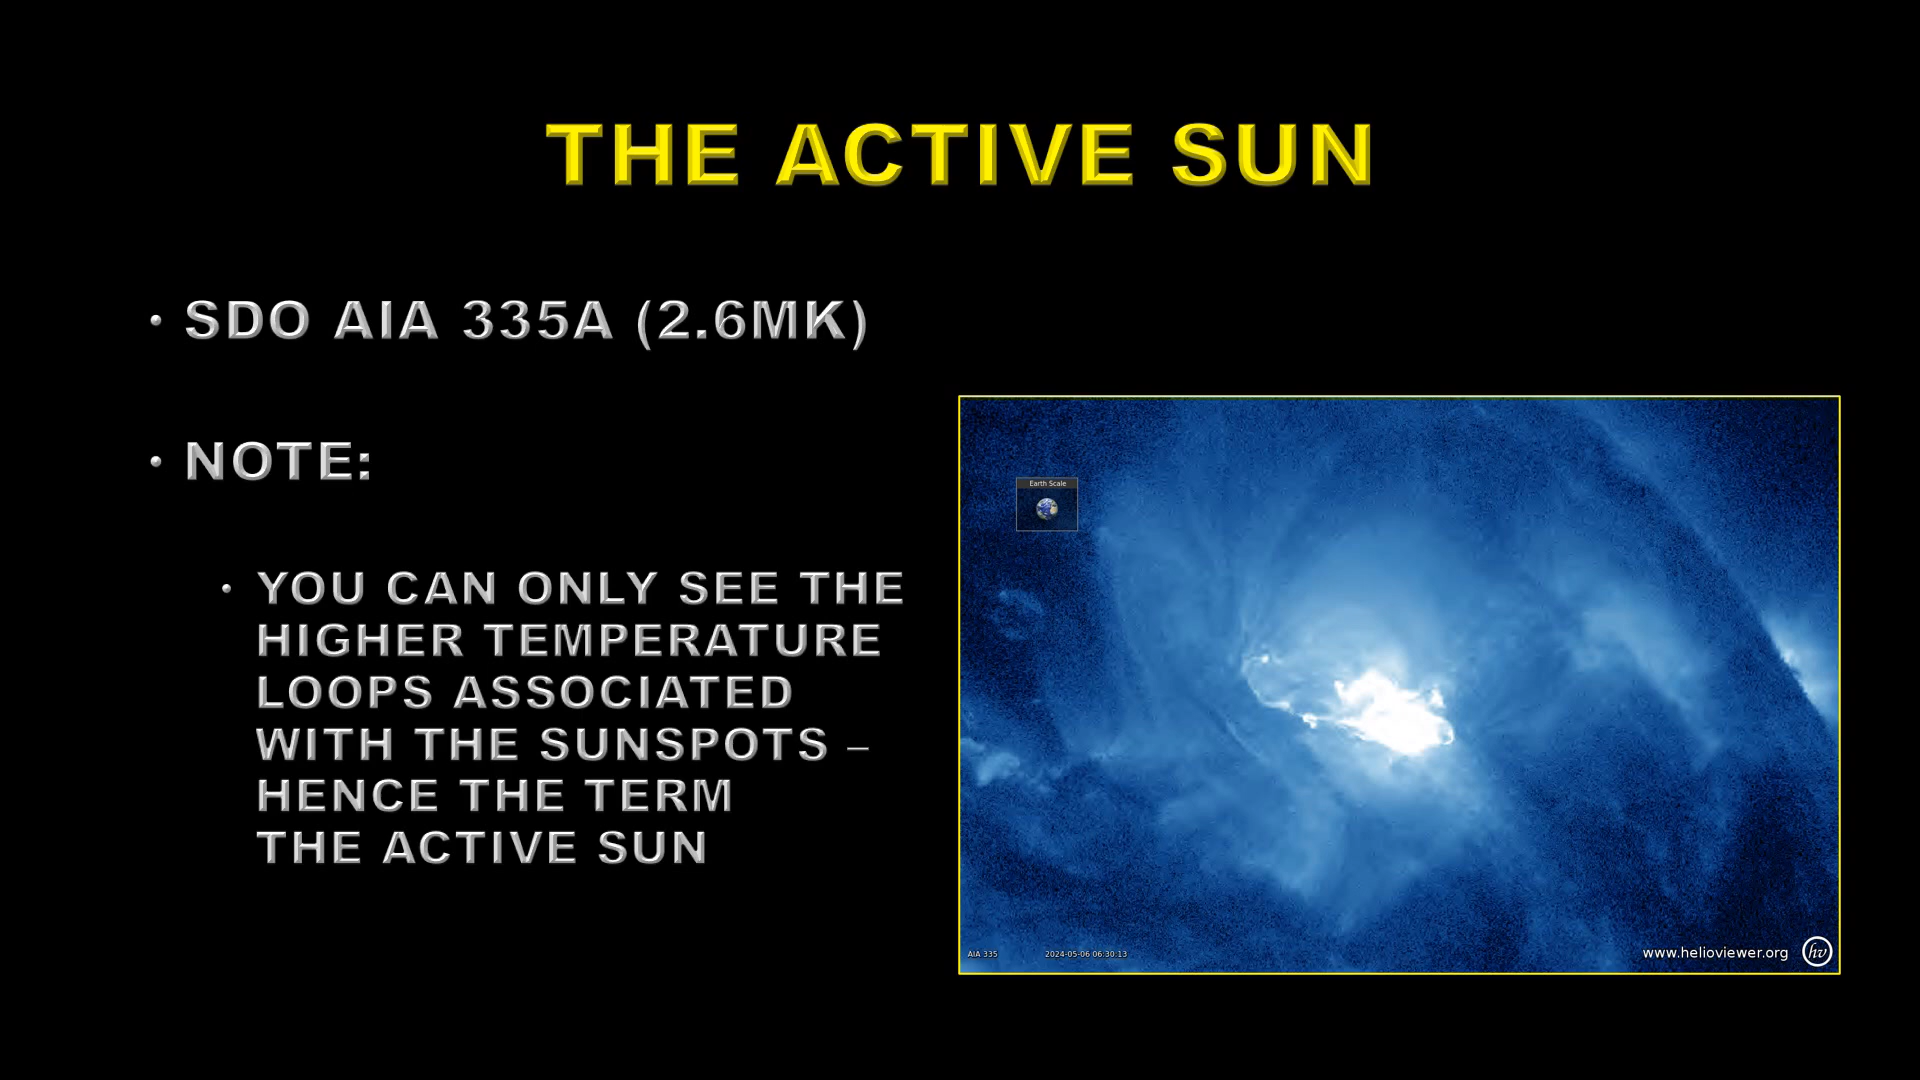 THE ACTIVE SUN
• SDO AIA 335A (2.6MK)
• NOTE:
• YOU CAN ONLY SEE THE
HIGHER TEMPERATURE
LOOPS ASSOCIATED
WITH THE SUNSPOTS –
HENCE THE TERM
THE ACTIVE SUN
Earth Scale
AIA 335 2024-05-06 06:30:13
www.helioviewer.org hv